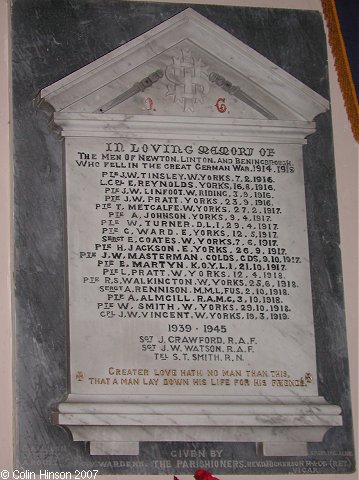 IN LOVING MEMORY OF
THE MEN OF NEWTON, LINTON, AND BENINGBROUGH,
WHO FELL IN THE GREAT GERMAN WAR, 1914-1918
PTE W. TINSLEY, W. YORKS, 7.2.1916.
L.CPL E. REYNOLDS, YORKS, 16.8.1916.
PTE J.W. LINFOOT, W. RIDING, 3.9.1916.
PTE J.W. PRATT, YORKS, 25.9.1916.
PTE T. METCALFE, W. YORKS, 27.2.1917.
PTE A. JOHNSON, YORKS, 9.4.1917.
PTE W. TURNER, D.L.I, 29.4.1917.
PTE C. WARD, E. YORKS, 12.5.1917.
SERGT E. COATES, W. YORKS, 7.6.1917.
PTE H. JACKSON, E. YORKS, 20.9.1917.
PTE J.W. MASTERMAN, COLDS, GDS, 9.10.1917.
PTE E. MARTYN, K.O.Y.L.I, 21.10.1917.
PTE L. PRATT, W. YORKS, 12.4.1918.
PTE R.S. WALKINGTON, W. YORKS, 25.6.1918.
SERGT A. RENNISON, M.M., L. FUS, 2.10.1918.
PTE A. ALMGILL, R.A.M.C, 3.10.1918.
PTE W. SMITH, W. YORKS, 29.10.1918.
CPL J.W. VINCENT, W. YORKS, 19.3.1919.
1939 - 1945
SGT J. CRAWFORD, R.A.F.
SGT J.W. WATSON, R.A.F.
TEL S.T. SMITH, R.N.
GREATER LOVE HATH NO MAN THAN THIS,
THAT A MAN LAY DOWN HIS LIFE FOR HIS FRIENDS.
GIVEN BY
WARDENS. THE PARISHIONERS.
VICAR.
© Colin Hinson 2007